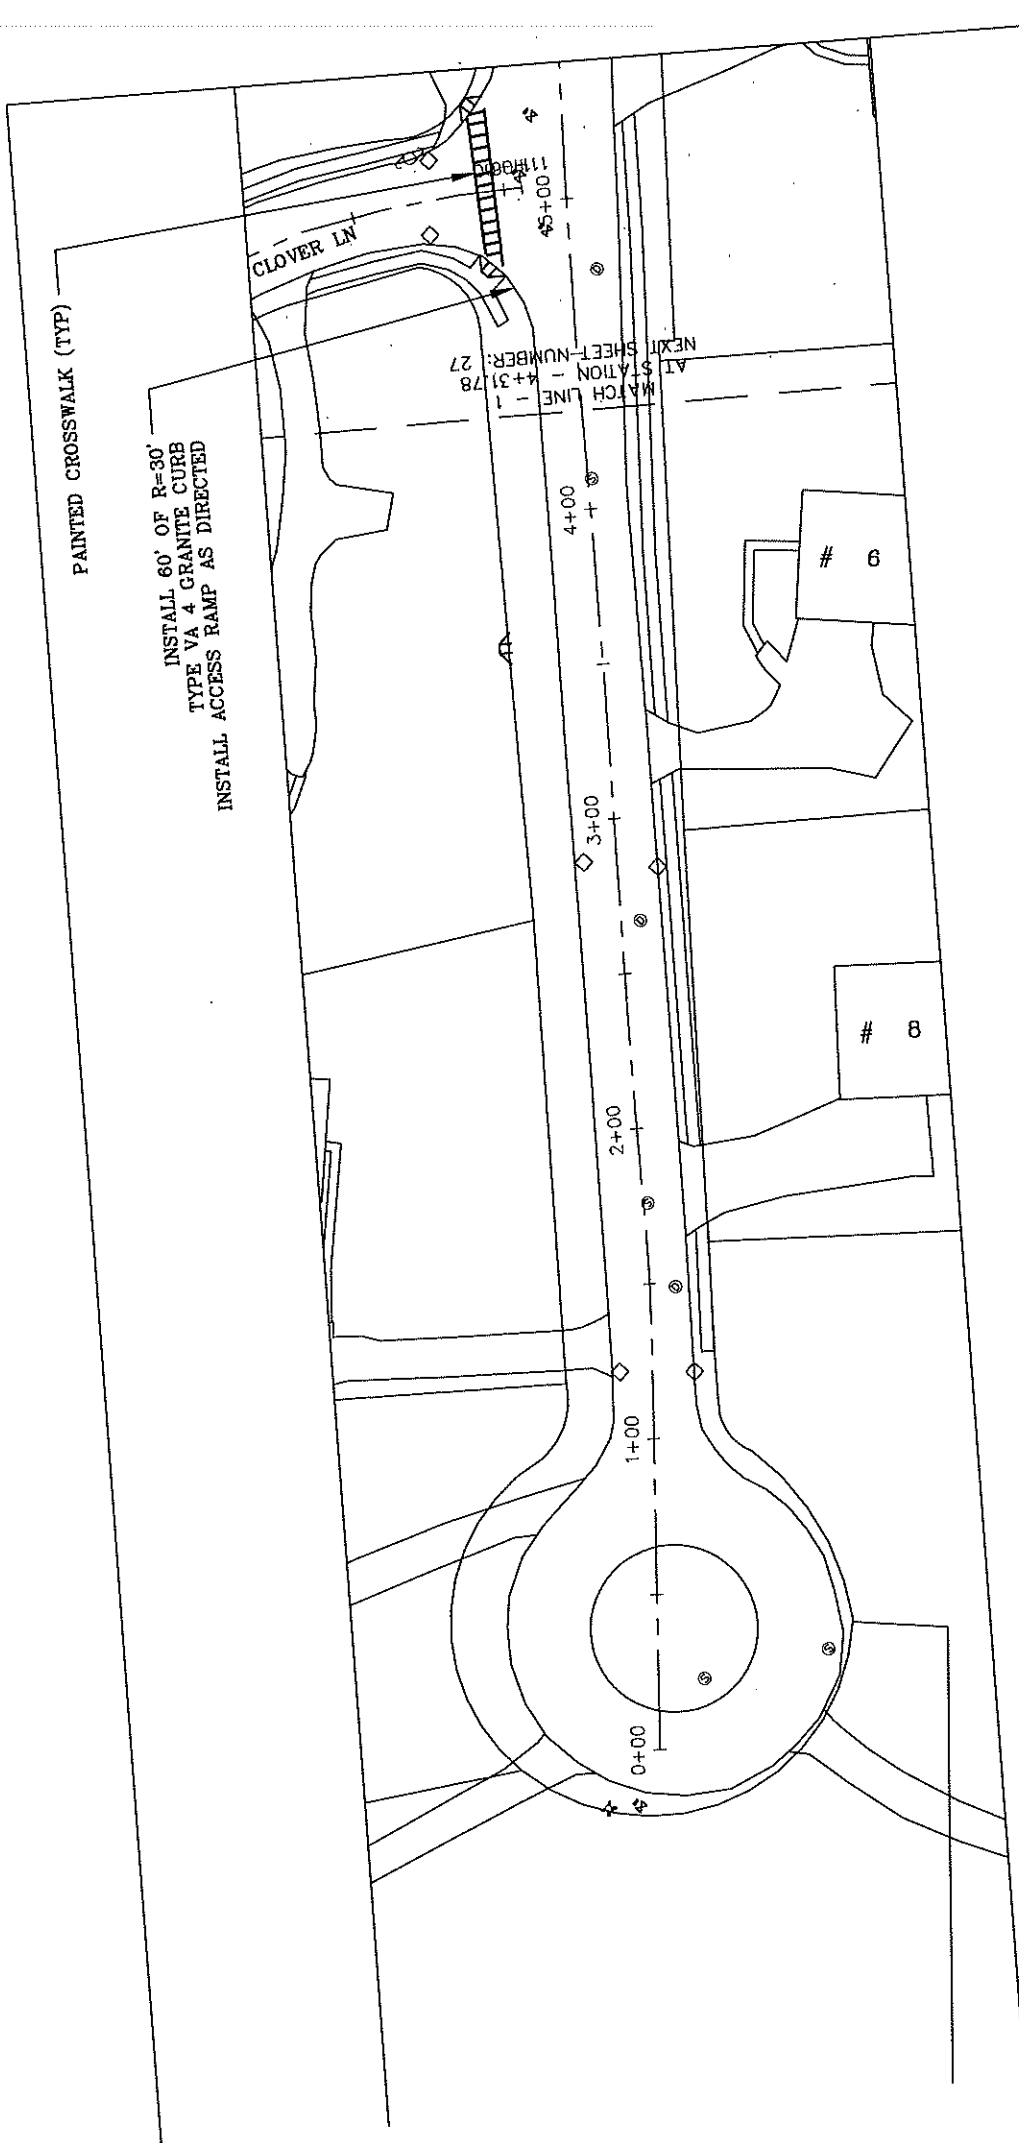 PAINTED CROSSWALK (TYP)
INSTALL 60' OF R=30'
TYPE VA 4 GRANITE CURB
INSTALL ACCESS RAMP AS DIRECTED
CLOVER LN
5+00
MATCH LINE - 1
AT STATION - 4+31.78
NEXT SHEET-NUMBER: 27
4+00
# 6
3+00
# 8
2+00
1+00
0+00